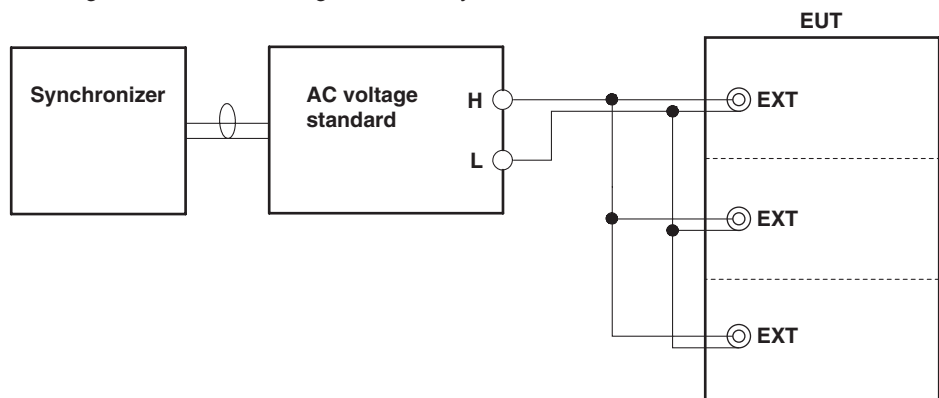 EUT
Synchronizer
AC voltage
standard
H
L
EXT
EXT
EXT